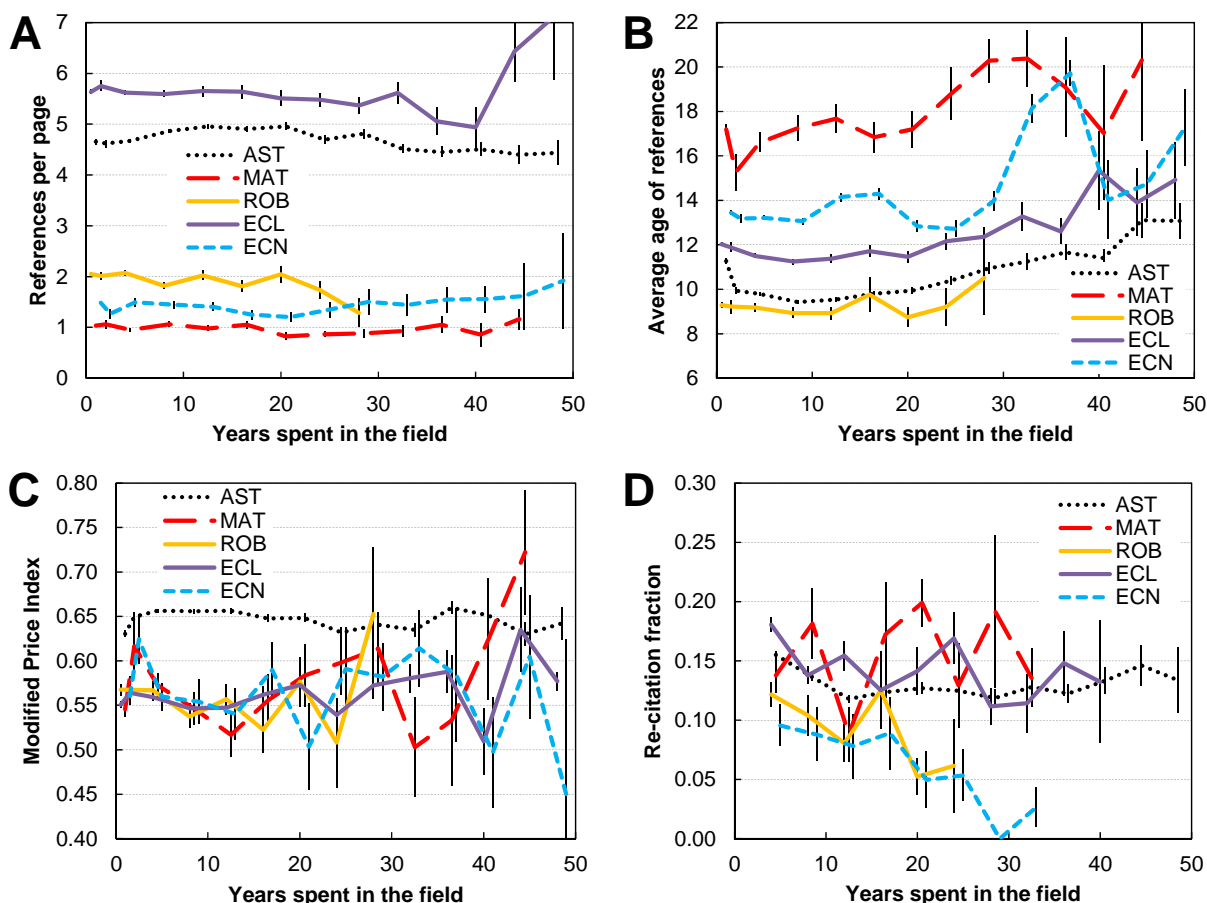 A
References per page
7
6
5
4
3
2
1
0
AST
MAT
ROB
ECL
ECN
0 10 20 30 40 50
Years spent in the field
B
Average age of references
22
20
18
16
14
12
10
8
6
AST
MAT
ROB
ECL
ECN
0 10 20 30 40 50
Years spent in the field
C
Modified Price Index
0.80
0.75
0.70
0.65
0.60
0.55
0.50
0.45
0.40
AST
MAT
ROB
ECL
ECN
0 10 20 30 40 50
Years spent in the field
D
Re-citation fraction
0.30
0.25
0.20
0.15
0.10
0.05
0.00
AST
MAT
ROB
ECL
ECN
0 10 20 30 40 50
Years spent in the field